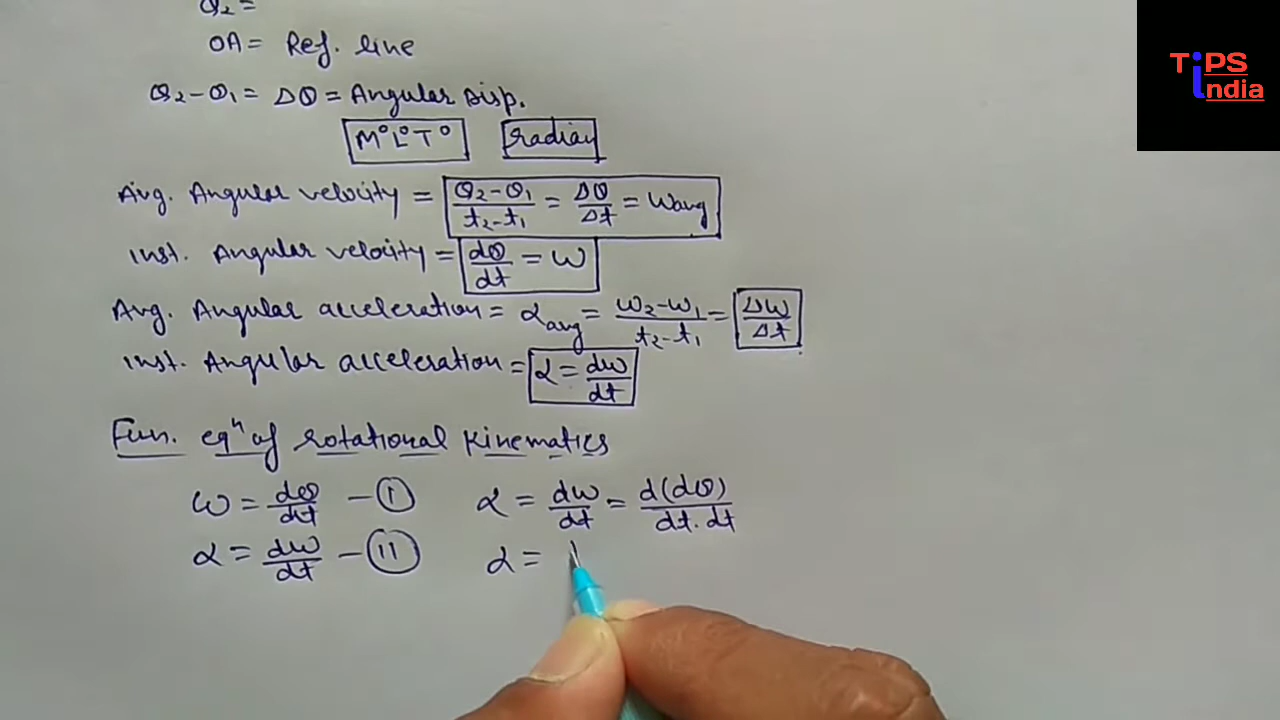 θ₂ =
OA = Ref. line
θ₂ - θ₁ = Δθ = Angular Disp.
M⁰L⁰T⁰ radian
Avg. Angular velocity = θ₂-θ₁/t₂-t₁ = Δθ/Δt = ωavg
Inst. Angular velocity = dθ/dt = ω
Avg. Angular acceleration = αavg = ω₂-ω₁/t₂-t₁ = Δω/Δt
Inst. Angular acceleration = α = dω/dt
Fun. eqⁿ of rotational kinematics
ω = dθ/dt - (I) α = dω/dt = d(dθ)/dt.dt
α = dω/dt - (II) α =
TiPS
india